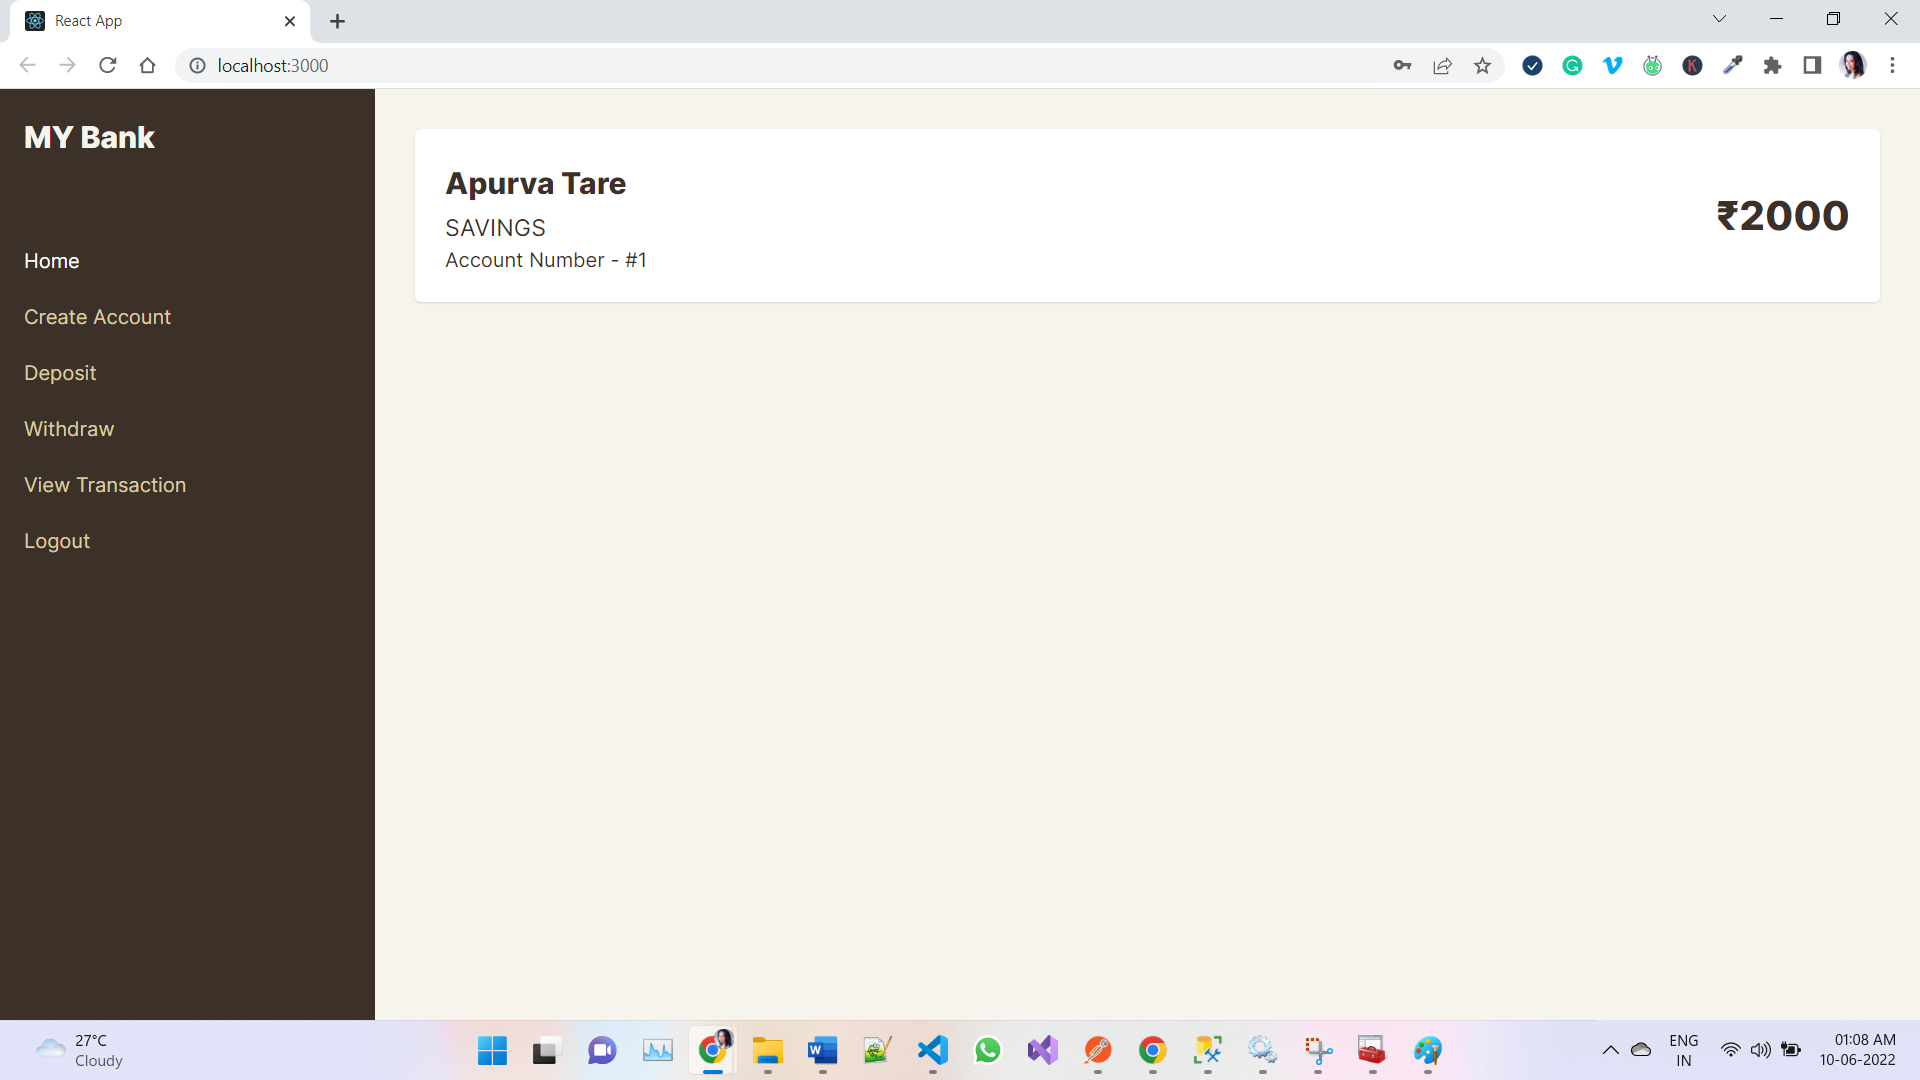 React App
localhost:3000
MY Bank
Home
Create Account
Deposit
Withdraw
View Transaction
Logout
Apurva Tare
SAVINGS
Account Number - #1
₹2000
27°C
Cloudy
ENG
IN
01:08 AM
10-06-2022